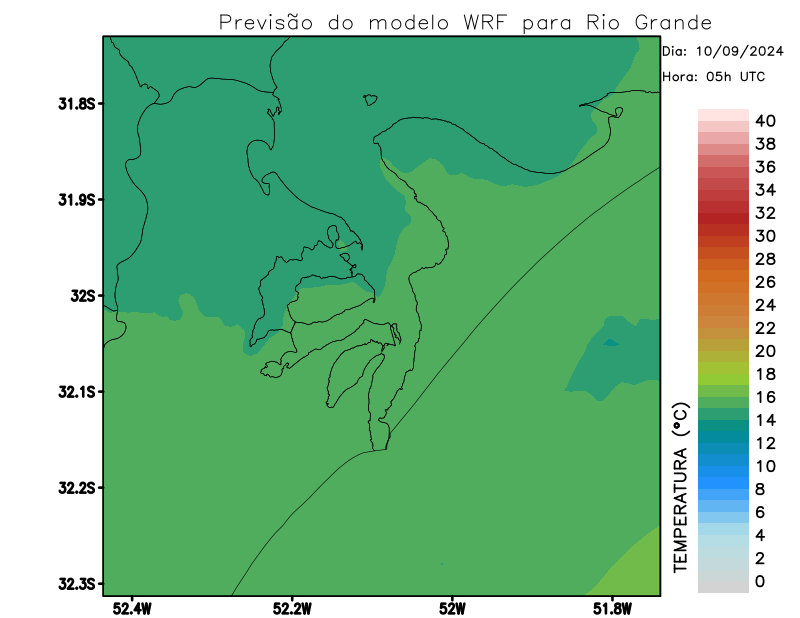 Previsão do modelo WRF para Rio Grande
Dia: 10/09/2024
Hora: 05h UTC
31.8S
31.9S
32S
32.1S
32.2S
32.3S
52.4W
52.2W
52W
51.8W
TEMPERATURA (°C)
40
38
36
34
32
30
28
26
24
22
20
18
16
14
12
10
8
6
4
2
0